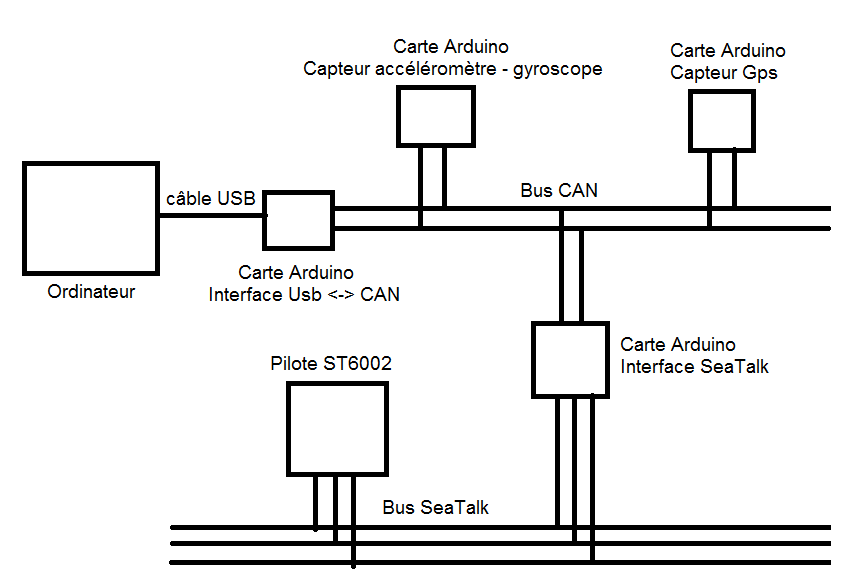 Carte Arduino
Capteur accéléromètre - gyroscope
Carte Arduino
Capteur Gps
câble USB
Bus CAN
Ordinateur
Carte Arduino
Interface Usb <-> CAN
Carte Arduino
Interface SeaTalk
Pilote ST6002
Bus SeaTalk